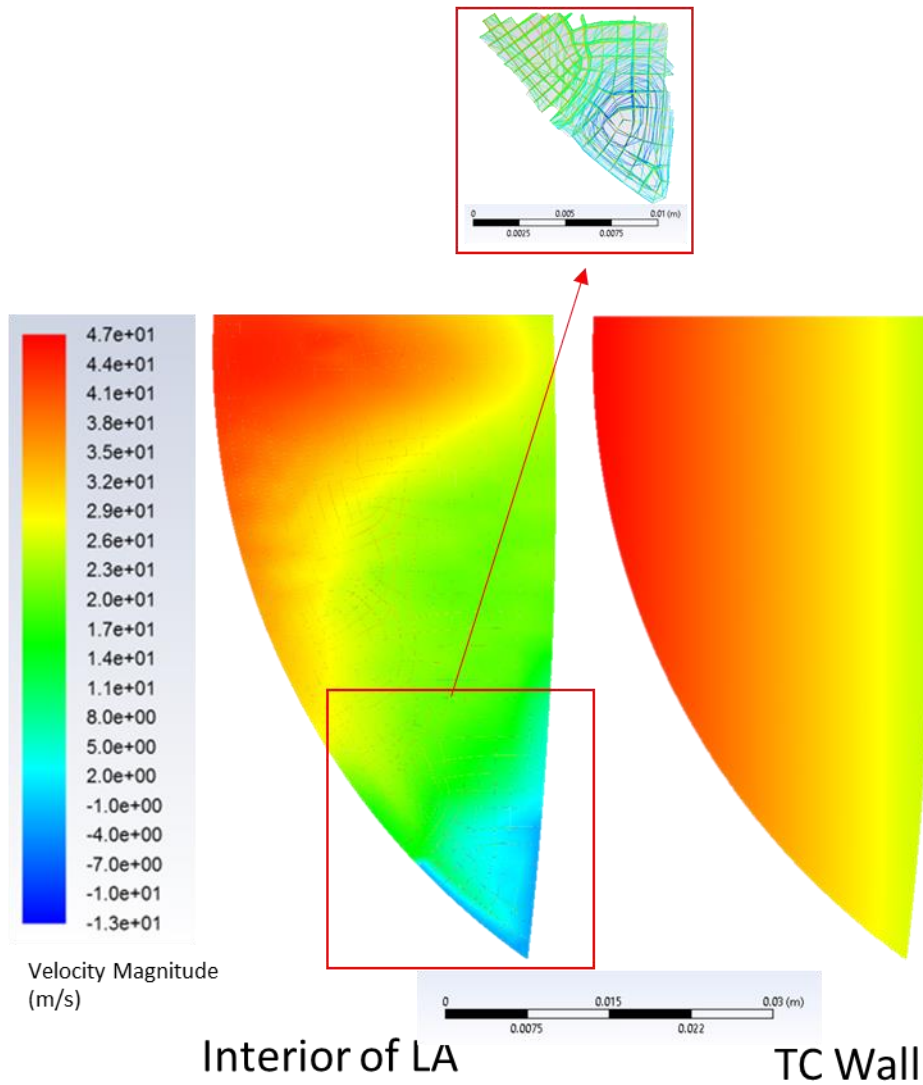 0 0.005 0.01 (m)
0.0025 0.0075
4.7e+01
4.4e+01
4.1e+01
3.8e+01
3.5e+01
3.2e+01
2.9e+01
2.6e+01
2.3e+01
2.0e+01
1.7e+01
1.4e+01
1.1e+01
8.0e+00
5.0e+00
2.0e+00
-1.0e+00
-4.0e+00
-7.0e+00
-1.0e+01
-1.3e+01
Velocity Magnitude
(m/s)
0 0.015 0.03 (m)
0.0075 0.022
Interior of LA
TC Wall